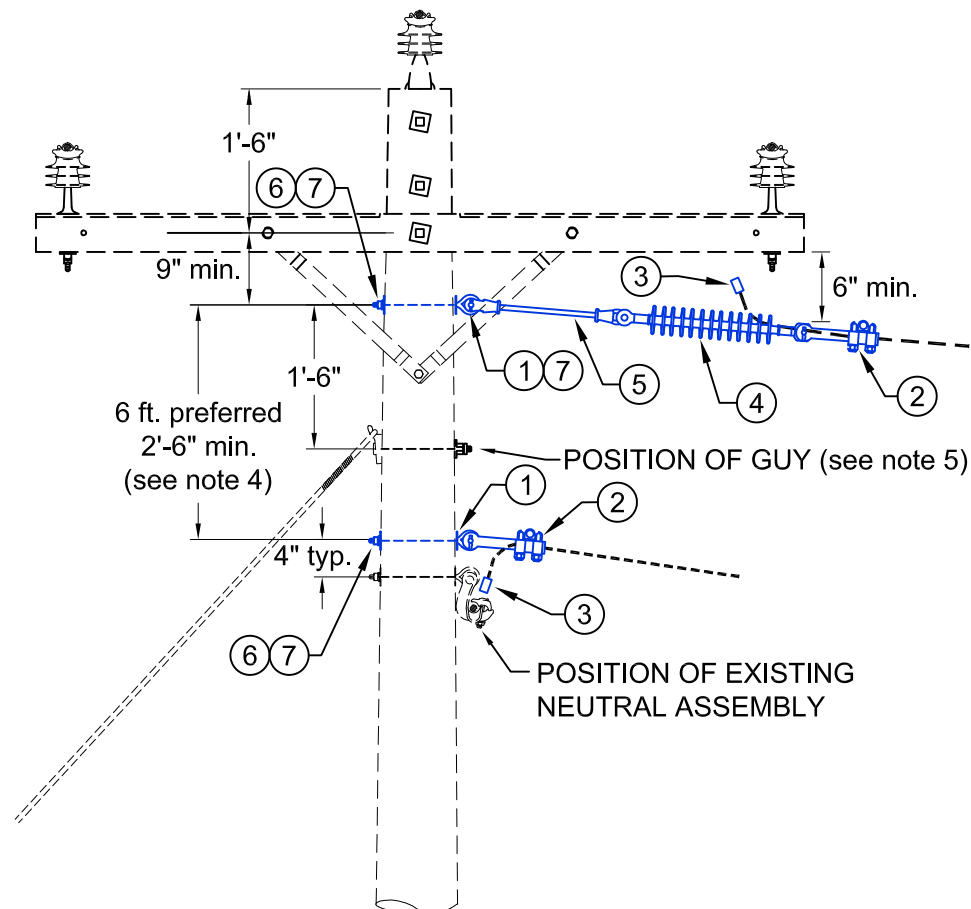 1'-6"
6 7
9" min.
3
6" min.
1'-6"
1 7
5
4
2
6 ft. preferred
2'-6" min.
(see note 4)
POSITION OF GUY (see note 5)
1
2
4" typ.
3
6 7
POSITION OF EXISTING
NEUTRAL ASSEMBLY